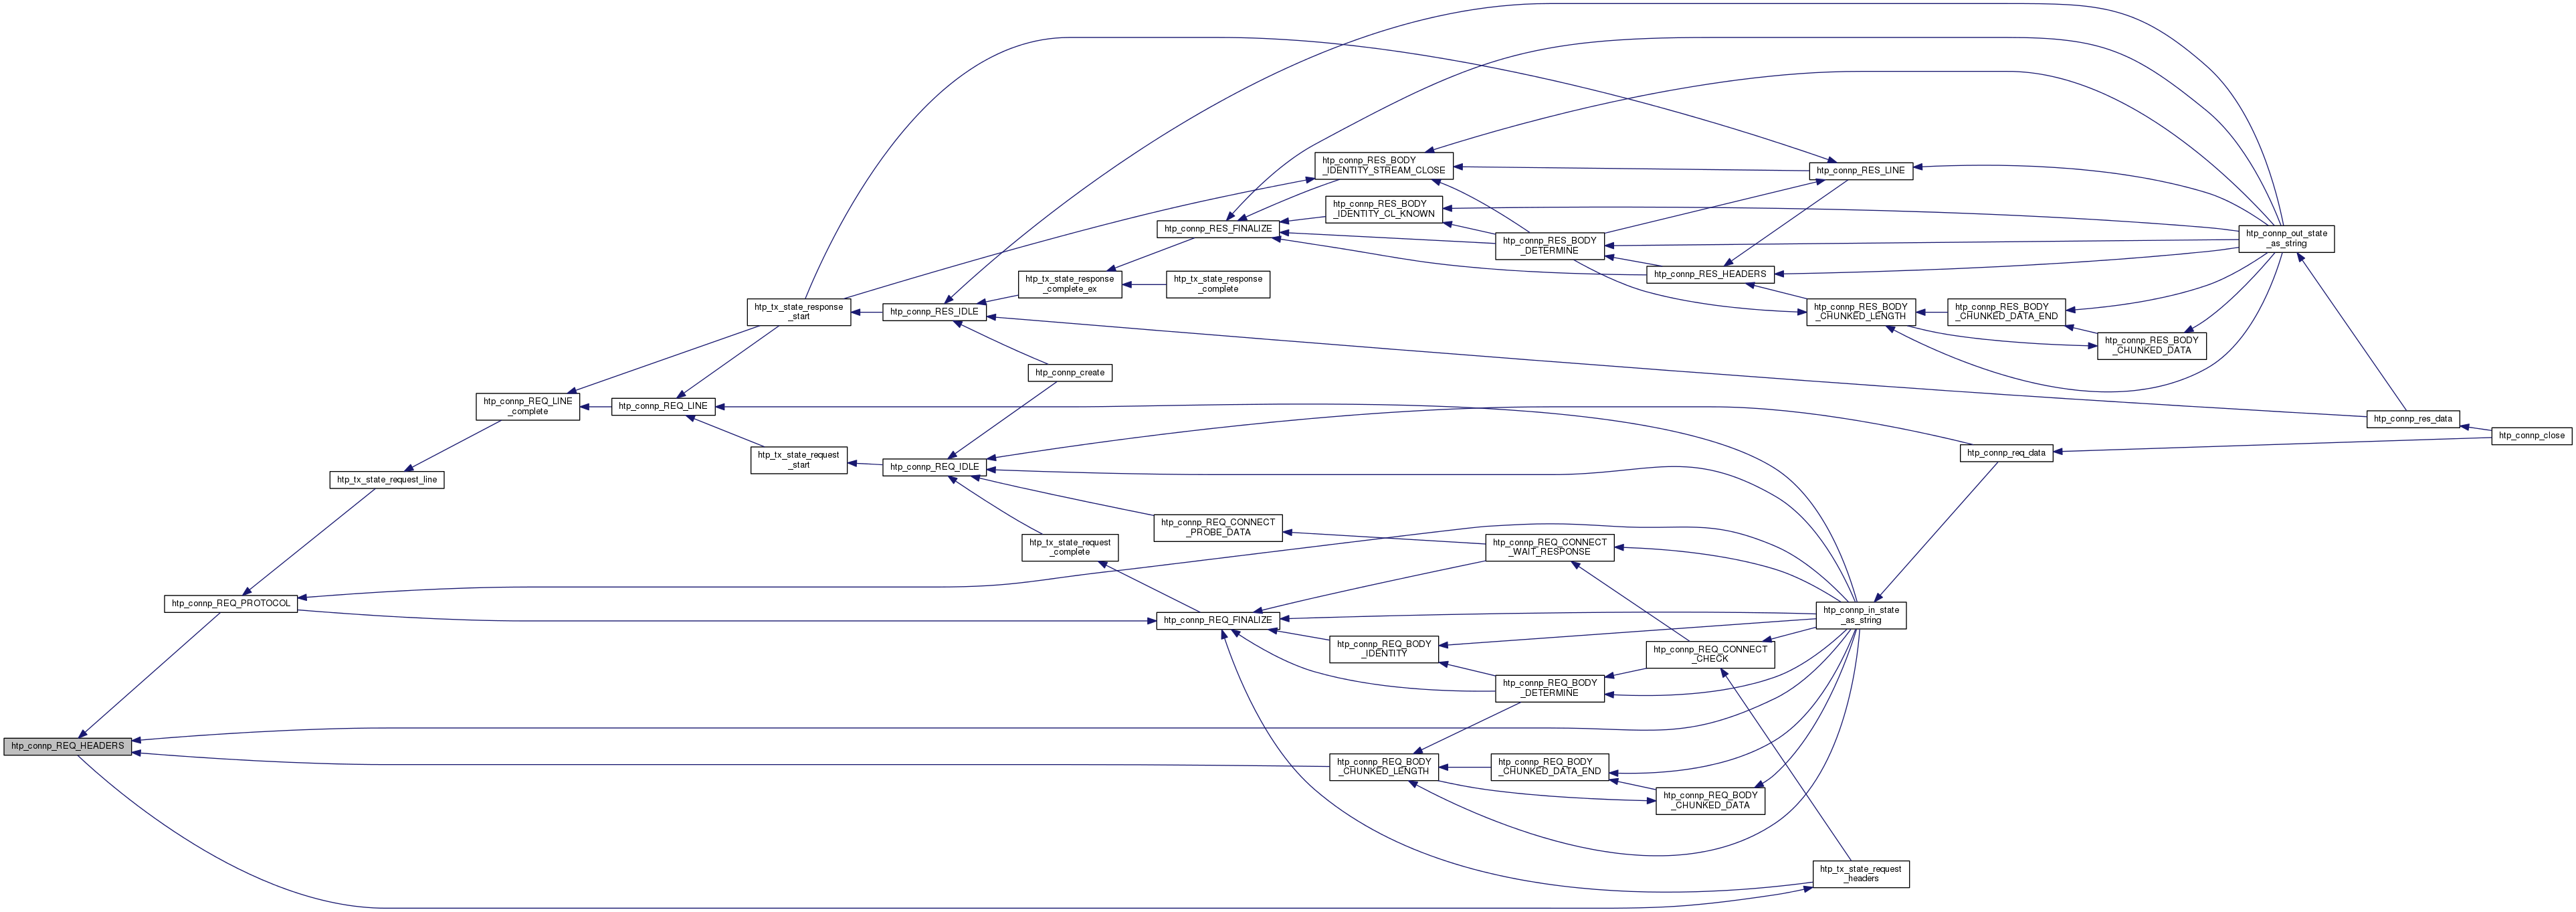 htp_connp_RES_BODY
_IDENTITY_STREAM_CLOSE
htp_connp_RES_LINE
htp_connp_RES_BODY
_IDENTITY_CL_KNOWN
htp_connp_RES_FINALIZE
htp_connp_RES_BODY
_DETERMINE
htp_connp_out_state
_as_string
htp_connp_RES_HEADERS
htp_tx_state_response
_complete_ex
htp_tx_state_response
_complete
htp_tx_state_response
_start
htp_connp_RES_IDLE
htp_connp_RES_BODY
_CHUNKED_LENGTH
htp_connp_RES_BODY
_CHUNKED_DATA_END
htp_connp_RES_BODY
_CHUNKED_DATA
htp_connp_create
htp_connp_REQ_LINE
_complete
htp_connp_REQ_LINE
htp_connp_res_data
htp_connp_close
htp_tx_state_request
_start
htp_connp_REQ_IDLE
htp_connp_req_data
htp_tx_state_request_line
htp_connp_REQ_CONNECT
_PROBE_DATA
htp_tx_state_request
_complete
htp_connp_REQ_CONNECT
_WAIT_RESPONSE
htp_connp_REQ_PROTOCOL
htp_connp_REQ_FINALIZE
htp_connp_in_state
_as_string
htp_connp_REQ_BODY
_IDENTITY
htp_connp_REQ_CONNECT
_CHECK
htp_connp_REQ_BODY
_DETERMINE
htp_connp_REQ_HEADERS
htp_connp_REQ_BODY
_CHUNKED_LENGTH
htp_connp_REQ_BODY
_CHUNKED_DATA_END
htp_connp_REQ_BODY
_CHUNKED_DATA
htp_tx_state_request
_headers